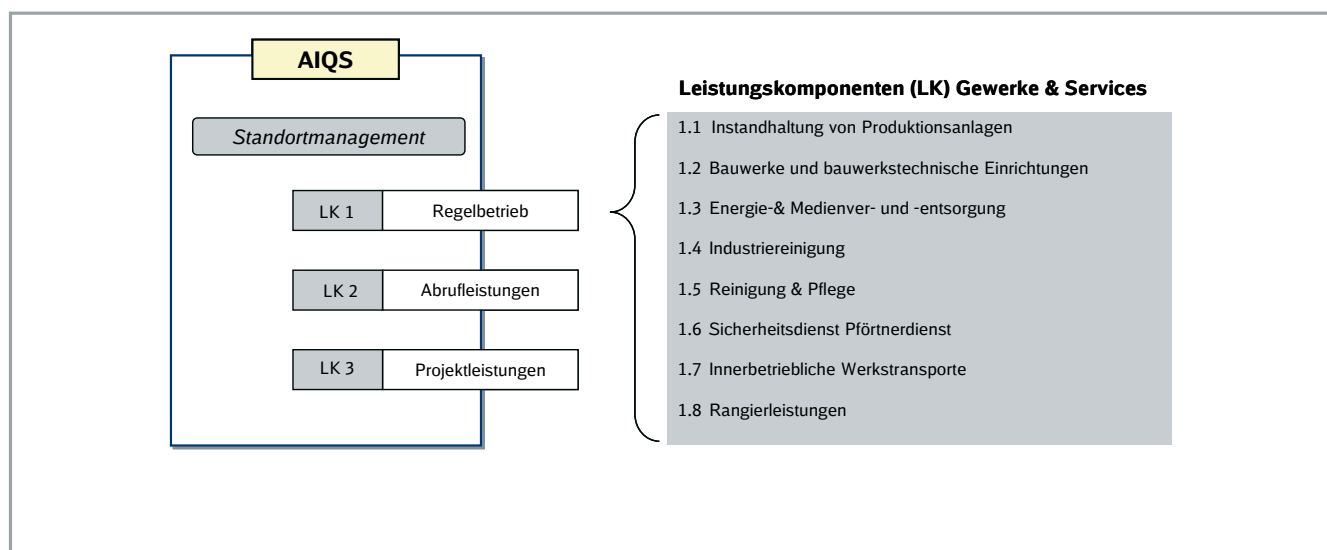 AIQS
Standortmanagement
LK 1 Regelbetrieb
LK 2 Abrufleistungen
LK 3 Projektleistungen
Leistungskomponenten (LK) Gewerke & Services
1.1 Instandhaltung von Produktionsanlagen
1.2 Bauwerke und bauwerkstechnische Einrichtungen
1.3 Energie-& Medienver- und -entsorgung
1.4 Industriereinigung
1.5 Reinigung & Pflege
1.6 Sicherheitsdienst Pförtnerdienst
1.7 Innerbetriebliche Werkstransporte
1.8 Rangierleistungen